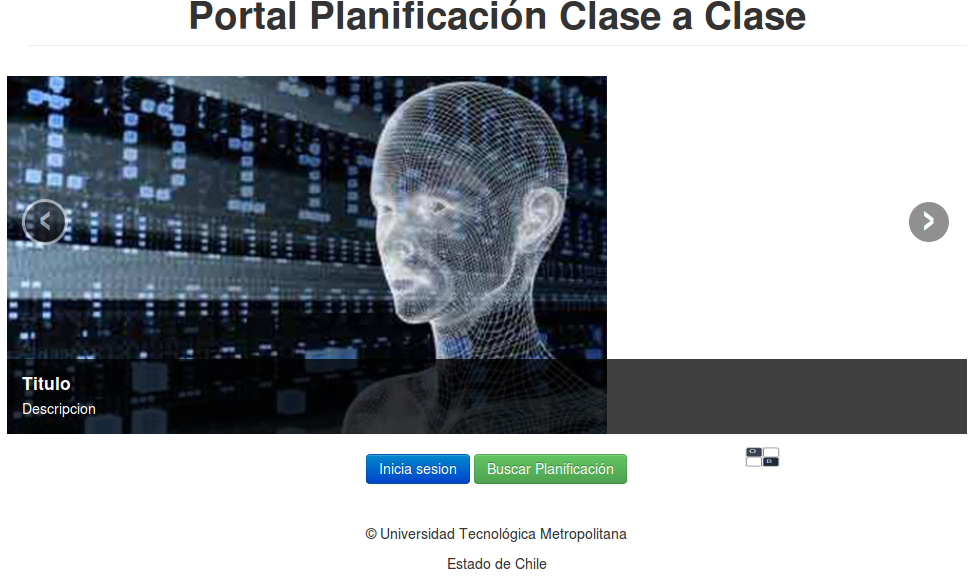 Portal Planificación Clase a Clase
Titulo
Descripcion
Inicia sesion
Buscar Planificación
© Universidad Tecnológica Metropolitana
Estado de Chile